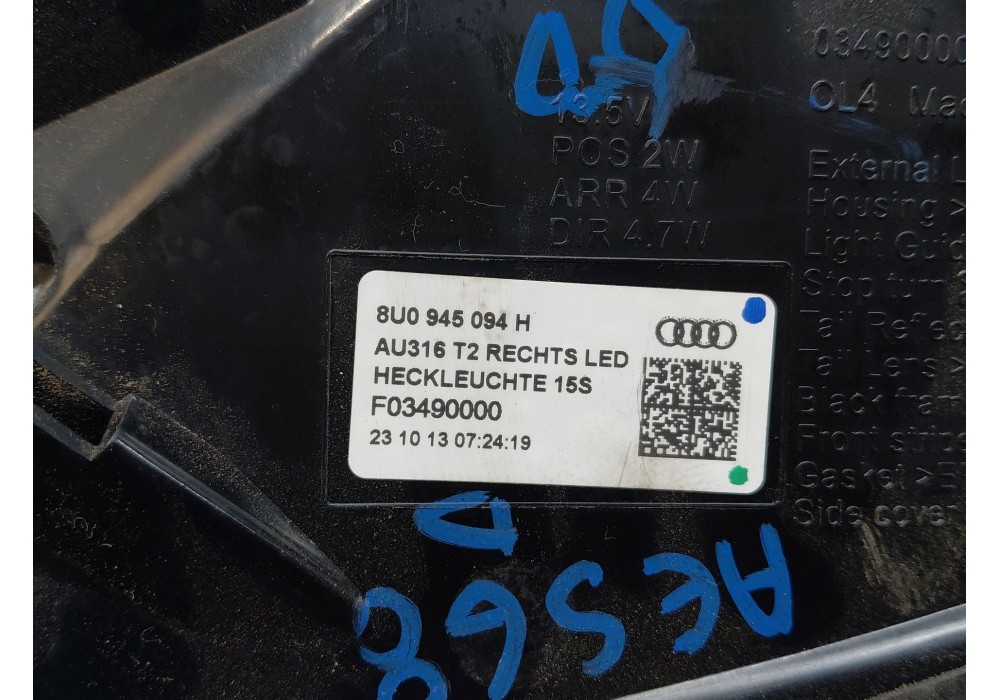 13.5V
POS 2W
ARR 4W
DIR 4.7W
03490000
OL4 Mad
External L
Housing >
Light Guid
Stop turn
Tail Reflec
Tail Lens >
Black fram
Front stripe
Gasket >E
Side cover
8U0 945 094 H
AU316 T2 RECHTS LED
HECKLEUCHTE 15S
F03490000
23 10 13 07:24:19
AE568
D